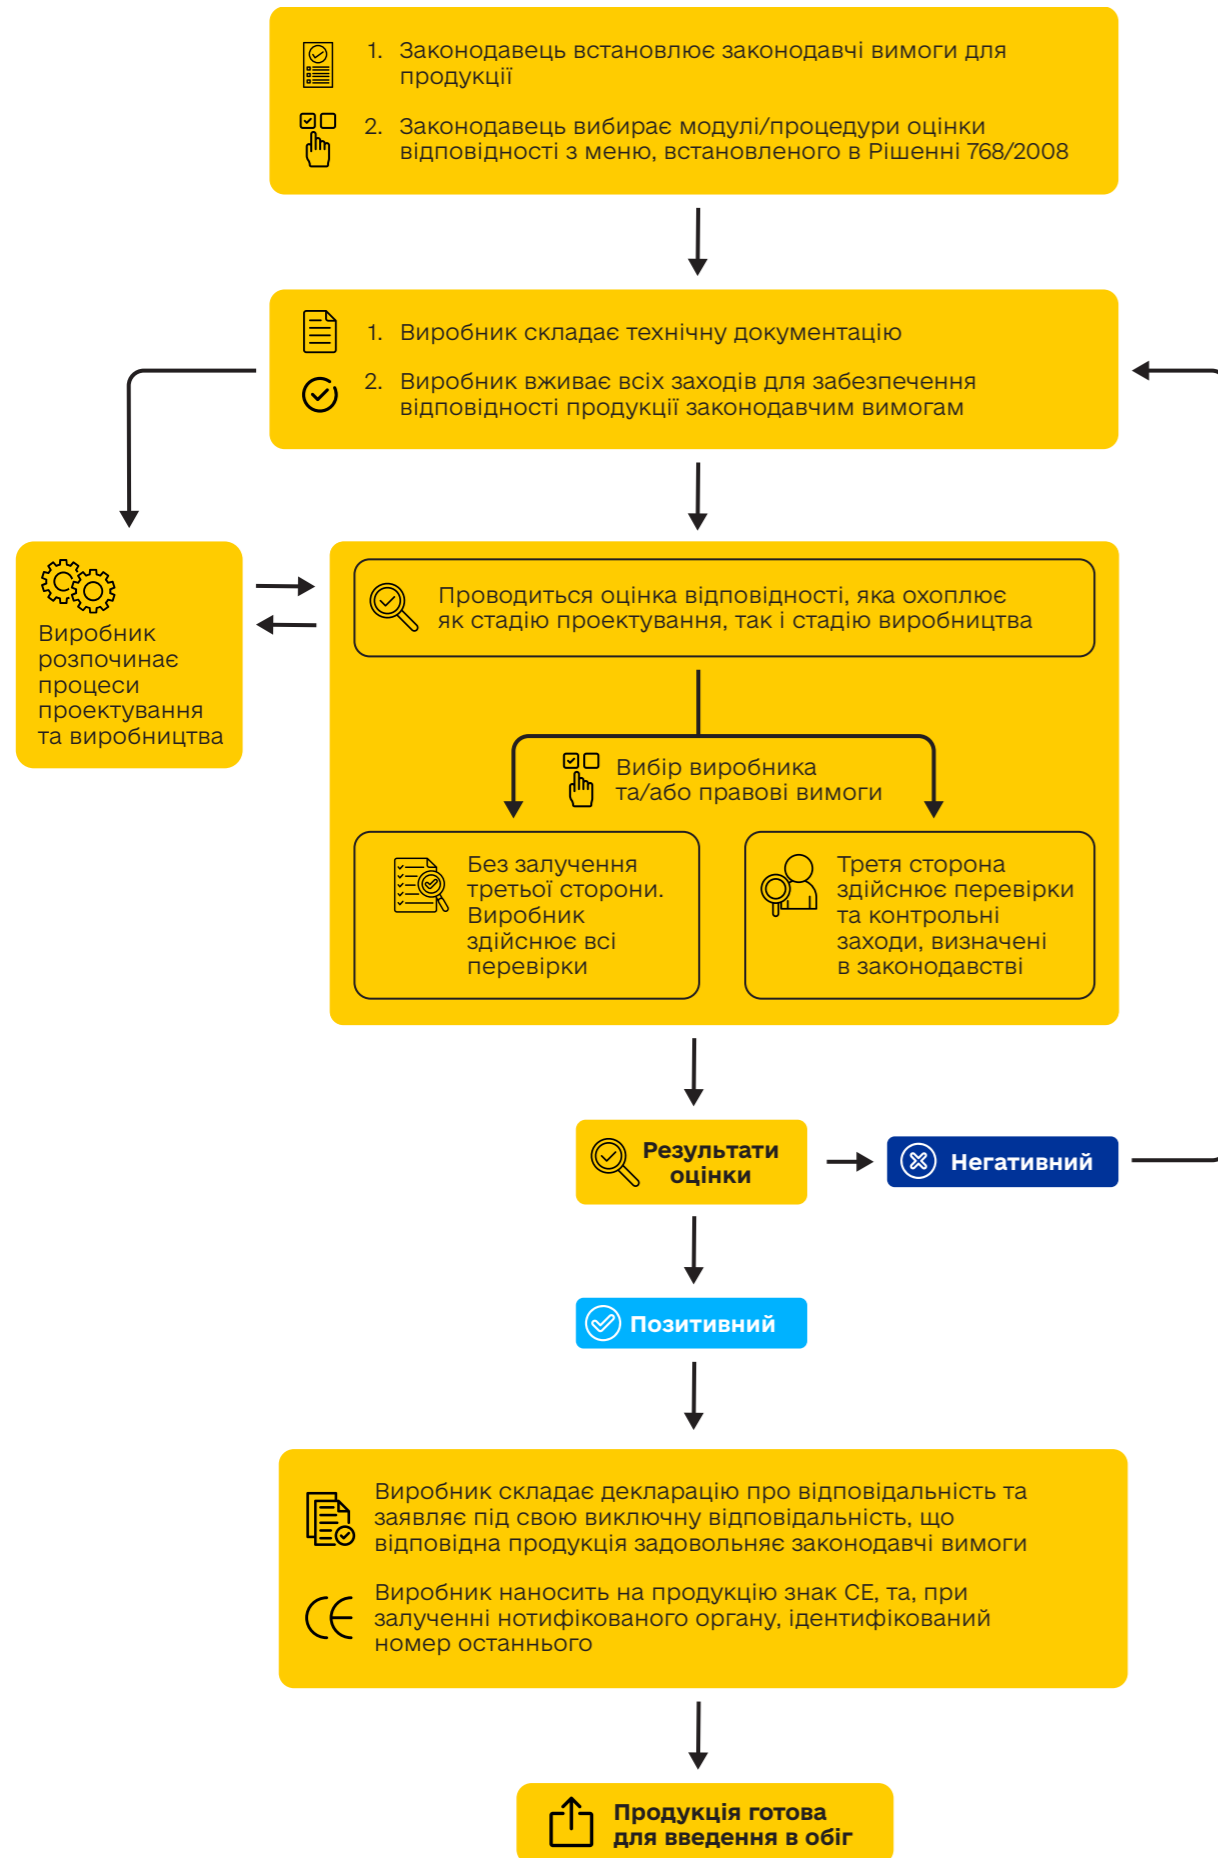 1. Законодавець встановлює законодавчі вимоги для
продукції
2. Законодавець вибирає модулі/процедури оцінки
відповідності з меню, встановленого в Рішенні 768/2008
1. Виробник складає технічну документацію
2. Виробник вживає всіх заходів для забезпечення
відповідності продукції законодавчим вимогам
Виробник
розпочинає
процеси
проектування
та виробництва
Проводиться оцінка відповідності, яка охоплює
як стадію проектування, так і стадію виробництва
Вибір виробника
та/або правові вимоги
Без залучення
третьої сторони.
Виробник
здійснює всі
перевірки
Третя сторона
здійснює перевірки
та контрольні
заходи, визначені
в законодавстві
Результати
оцінки
Негативний
Позитивний
Виробник складає декларацію про відповідальність та
заявляє під свою виключну відповідальність, що
відповідна продукція задовольняє законодавчі вимоги
CE
Виробник наносить на продукцію знак СЕ, та, при
залученні нотифікованого органу, ідентифікований
номер останнього
Продукція готова
для введення в обіг